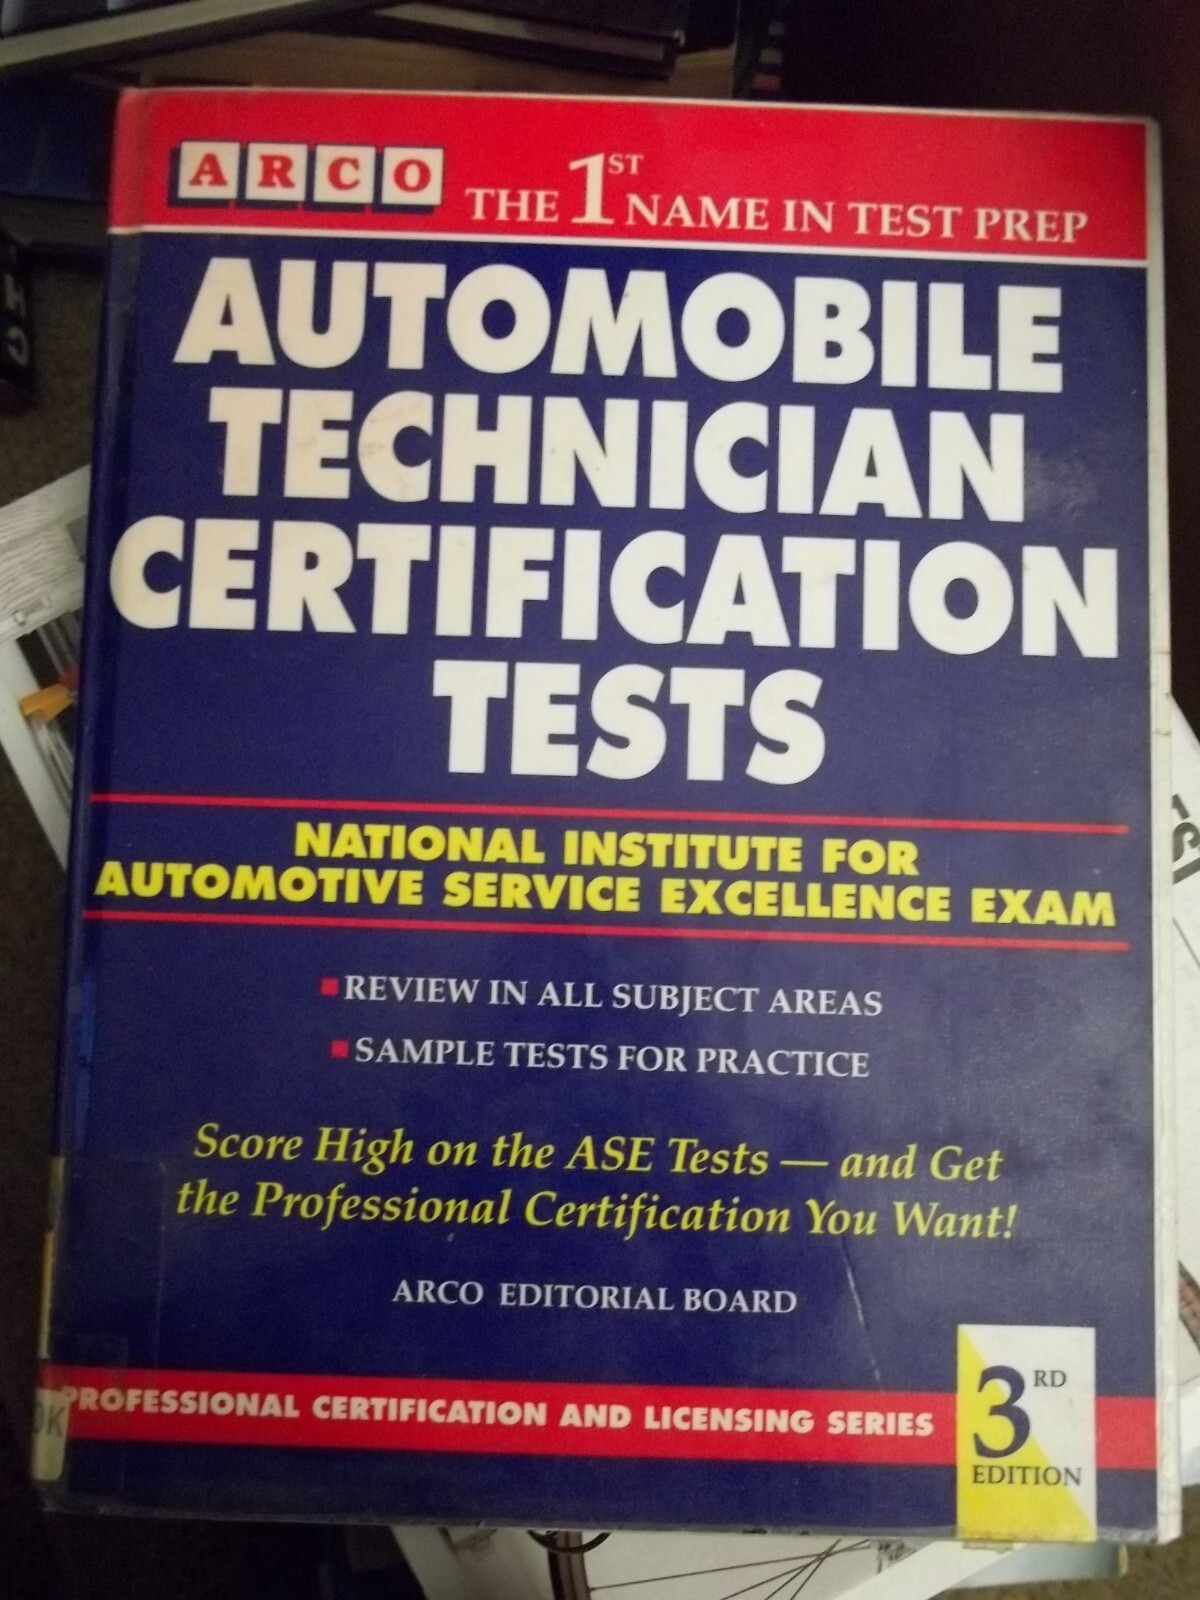 ARCO THE 1ST NAME IN TEST PREP
AUTOMOBILE
TECHNICIAN
CERTIFICATION
TESTS
NATIONAL INSTITUTE FOR
AUTOMOTIVE SERVICE EXCELLENCE EXAM
REVIEW IN ALL SUBJECT AREAS
SAMPLE TESTS FOR PRACTICE
Score High on the ASE Tests — and Get
the Professional Certification You Want!
ARCO EDITORIAL BOARD
PROFESSIONAL CERTIFICATION AND LICENSING SERIES
3RD
EDITION